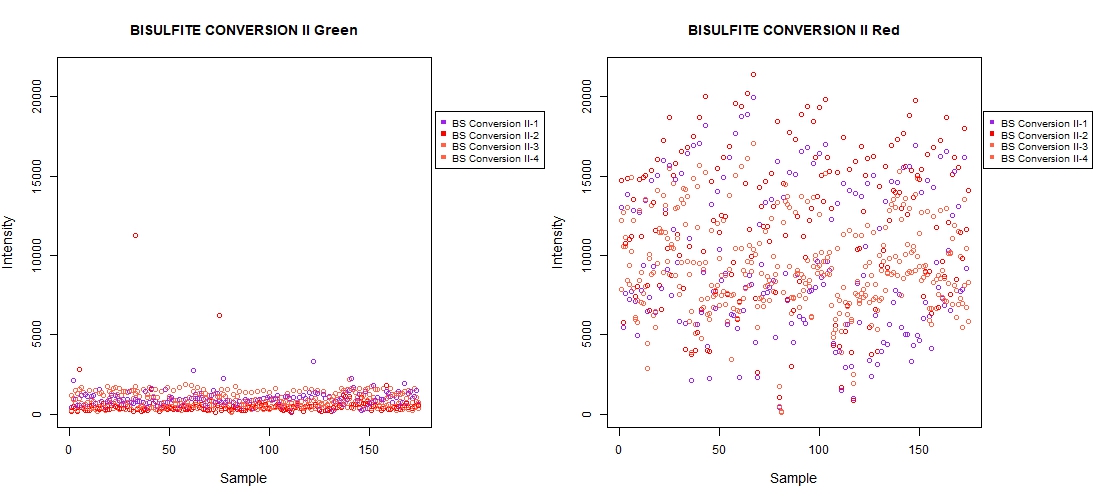 BISULFITE CONVERSION II Green
Intensity
20000
15000
10000
5000
0
0 50 100 150
Sample
BS Conversion II-1
BS Conversion II-2
BS Conversion II-3
BS Conversion II-4
BISULFITE CONVERSION II Red
Intensity
20000
15000
10000
5000
0
0 50 100 150
Sample
BS Conversion II-1
BS Conversion II-2
BS Conversion II-3
BS Conversion II-4